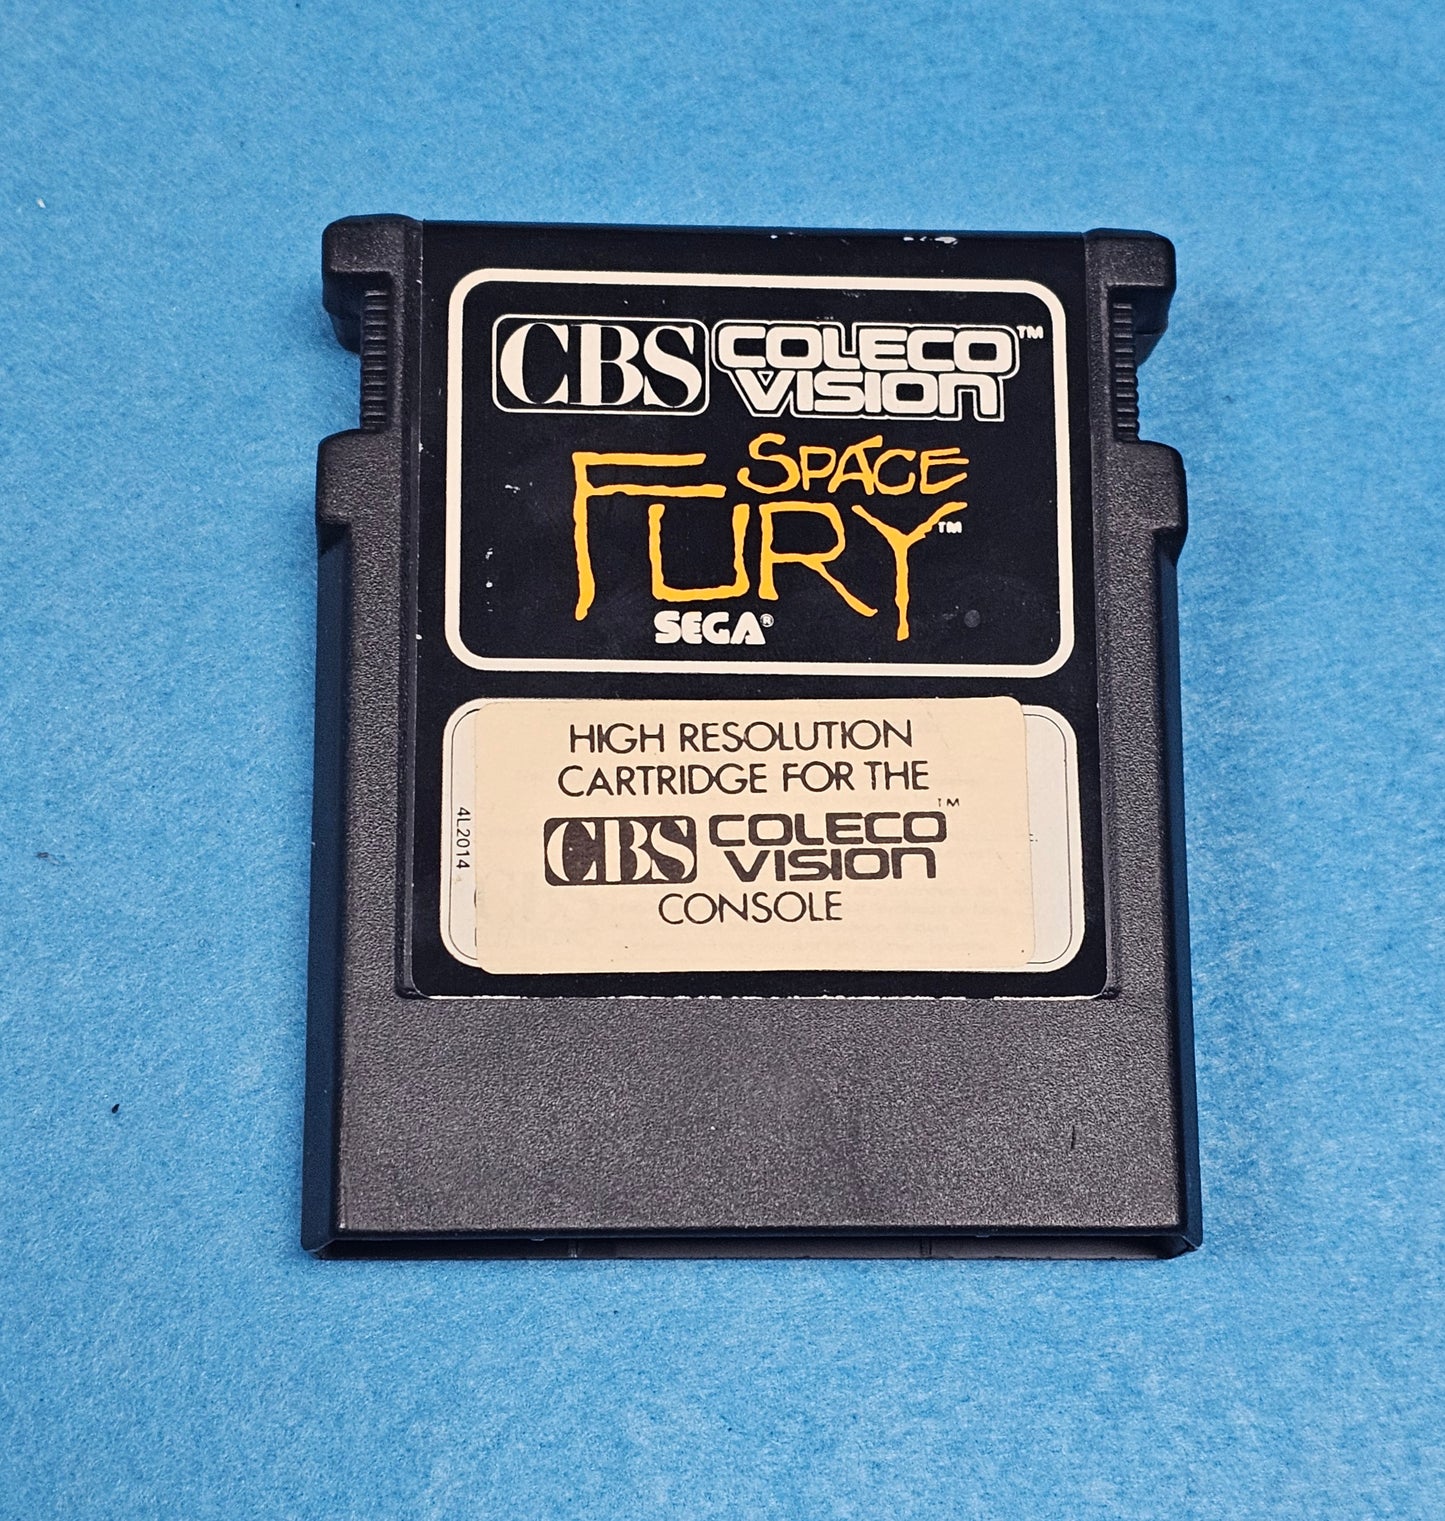 CBS COLECO VISION™
SPACE
FURY™
SEGA®
HIGH RESOLUTION
CARTRIDGE FOR THE
CBS COLECO VISION™
CONSOLE
4L2014